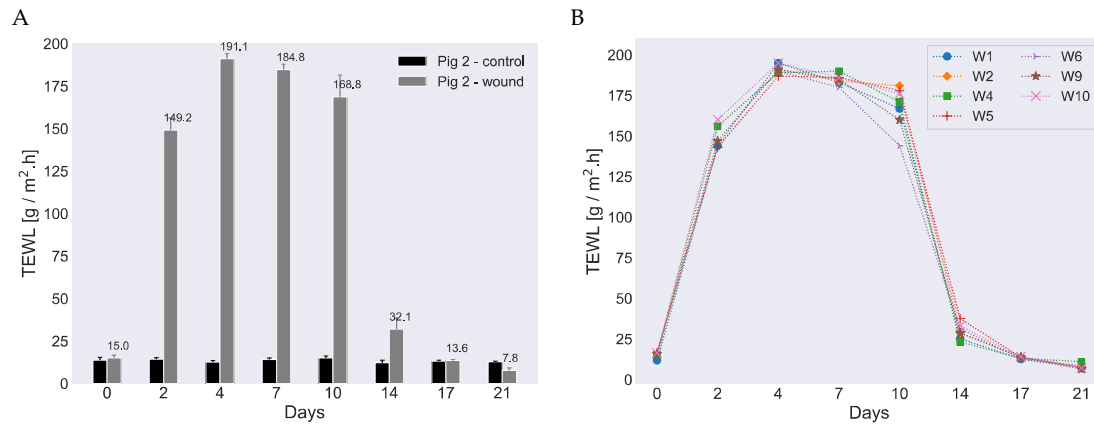 A
TEWL [g / m².h]
200
175
150
125
100
75
50
25
0
15.0
149.2
191.1
184.8
168.8
32.1
13.6
7.8
Pig 2 - control
Pig 2 - wound
0 2 4 7 10 14 17 21
Days
B
TEWL [g / m².h]
200
175
150
125
100
75
50
25
0
W1 W6
W2 W9
W4 W10
W5
0 2 4 7 10 14 17 21
Days